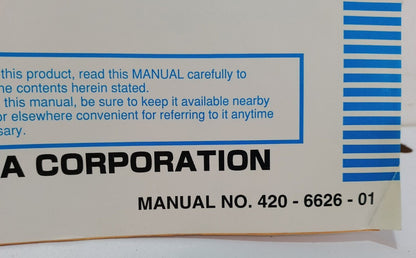 this product, read this MANUAL carefully to
he contents herein stated.
this manual, be sure to keep it available nearby
or elsewhere convenient for referring to it anytime
sary.
A CORPORATION
MANUAL NO. 420 - 6626 - 01